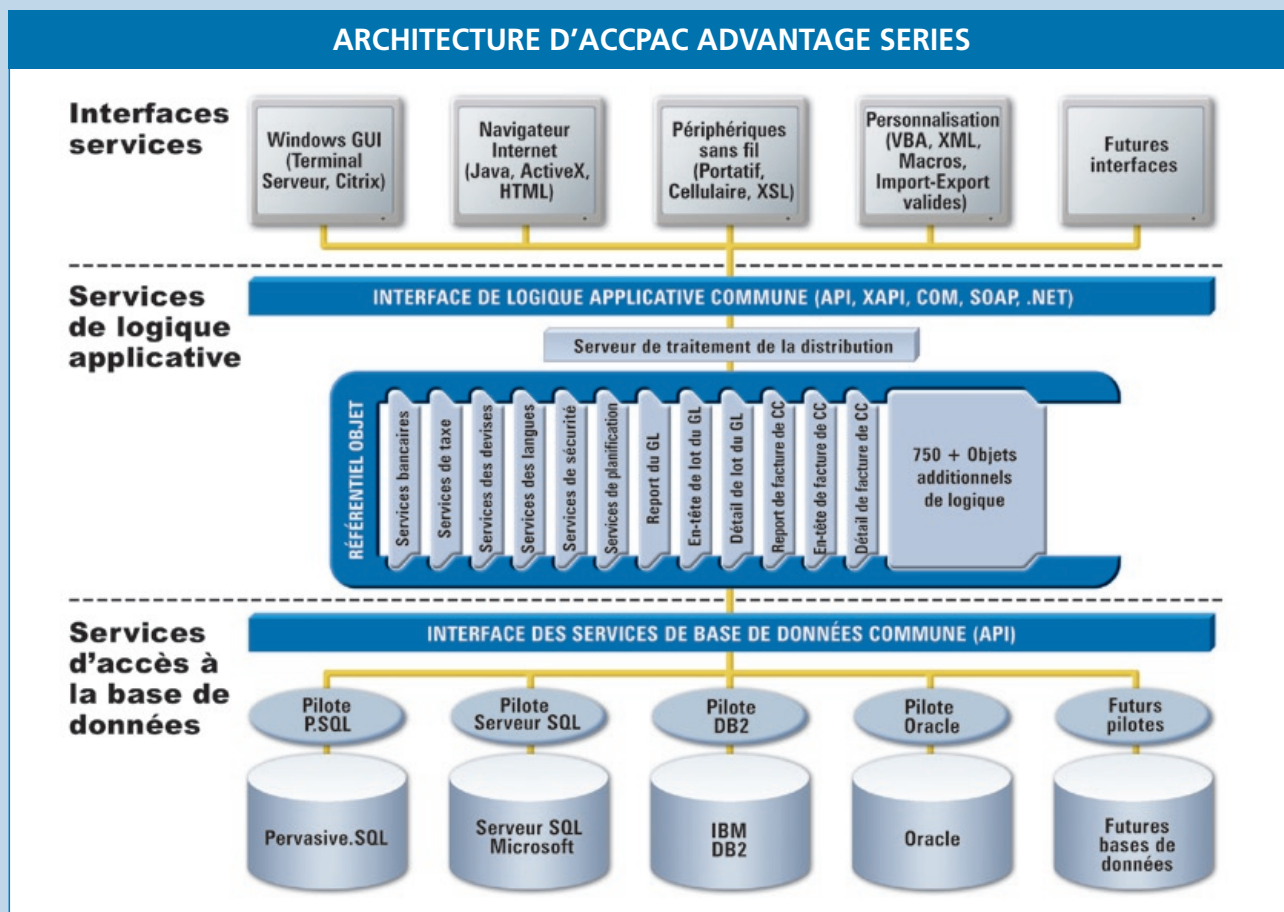 ARCHITECTURE D’ACCPAC ADVANTAGE SERIES
Interfaces
services
Windows GUI
(Terminal
Serveur, Citrix)
Navigateur
Internet
(Java, ActiveX,
HTML)
Périphériques
sans fil
(Portatif,
Cellulaire, XSL)
Personnalisation
(VBA, XML,
Macros,
Import-Export
valides)
Futures
interfaces
Services
de logique
applicative
INTERFACE DE LOGIQUE APPLICATIVE COMMUNE (API, XAPI, COM, SOAP, .NET)
Serveur de traitement de la distribution
RÉFÉRENTIEL OBJET
Services bancaires
Services de taxe
Services des devises
Services des langues
Services de sécurité
Services de planification
Report du GL
En-tête de lot du GL
Détail de lot du GL
Report de facture de CC
En-tête de facture de CC
Détail de facture de CC
750 + Objets
additionnels
de logique
Services
d’accès à
la base de
données
INTERFACE DES SERVICES DE BASE DE DONNÉES COMMUNE (API)
Pilote
P.SQL
Pilote
Serveur SQL
Pilote
DB2
Pilote
Oracle
Futurs
pilotes
Pervasive.SQL
Serveur SQL
Microsoft
IBM
DB2
Oracle
Futures
bases de
données